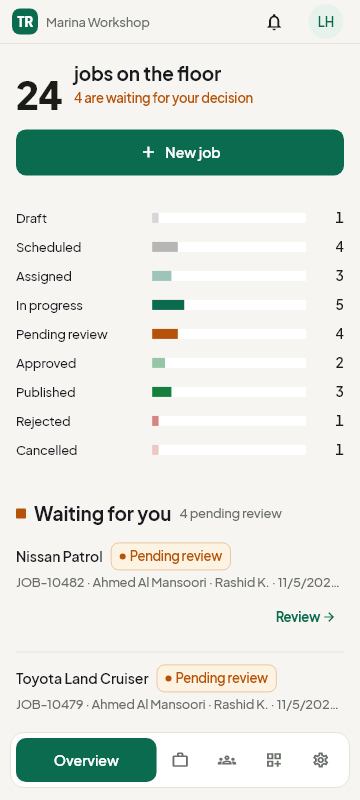 TR Marina Workshop LH
jobs on the floor
24 4 are waiting for your decision
+ New job
Draft 1
Scheduled 4
Assigned 3
In progress 5
Pending review 4
Approved 2
Published 3
Rejected 1
Cancelled 1
Waiting for you 4 pending review
Nissan Patrol Pending review
JOB-10482 · Ahmed Al Mansoori · Rashid K. · 11/5/202…
Review →
Toyota Land Cruiser Pending review
JOB-10479 · Ahmed Al Mansoori · Rashid K. · 11/5/202…
Overview